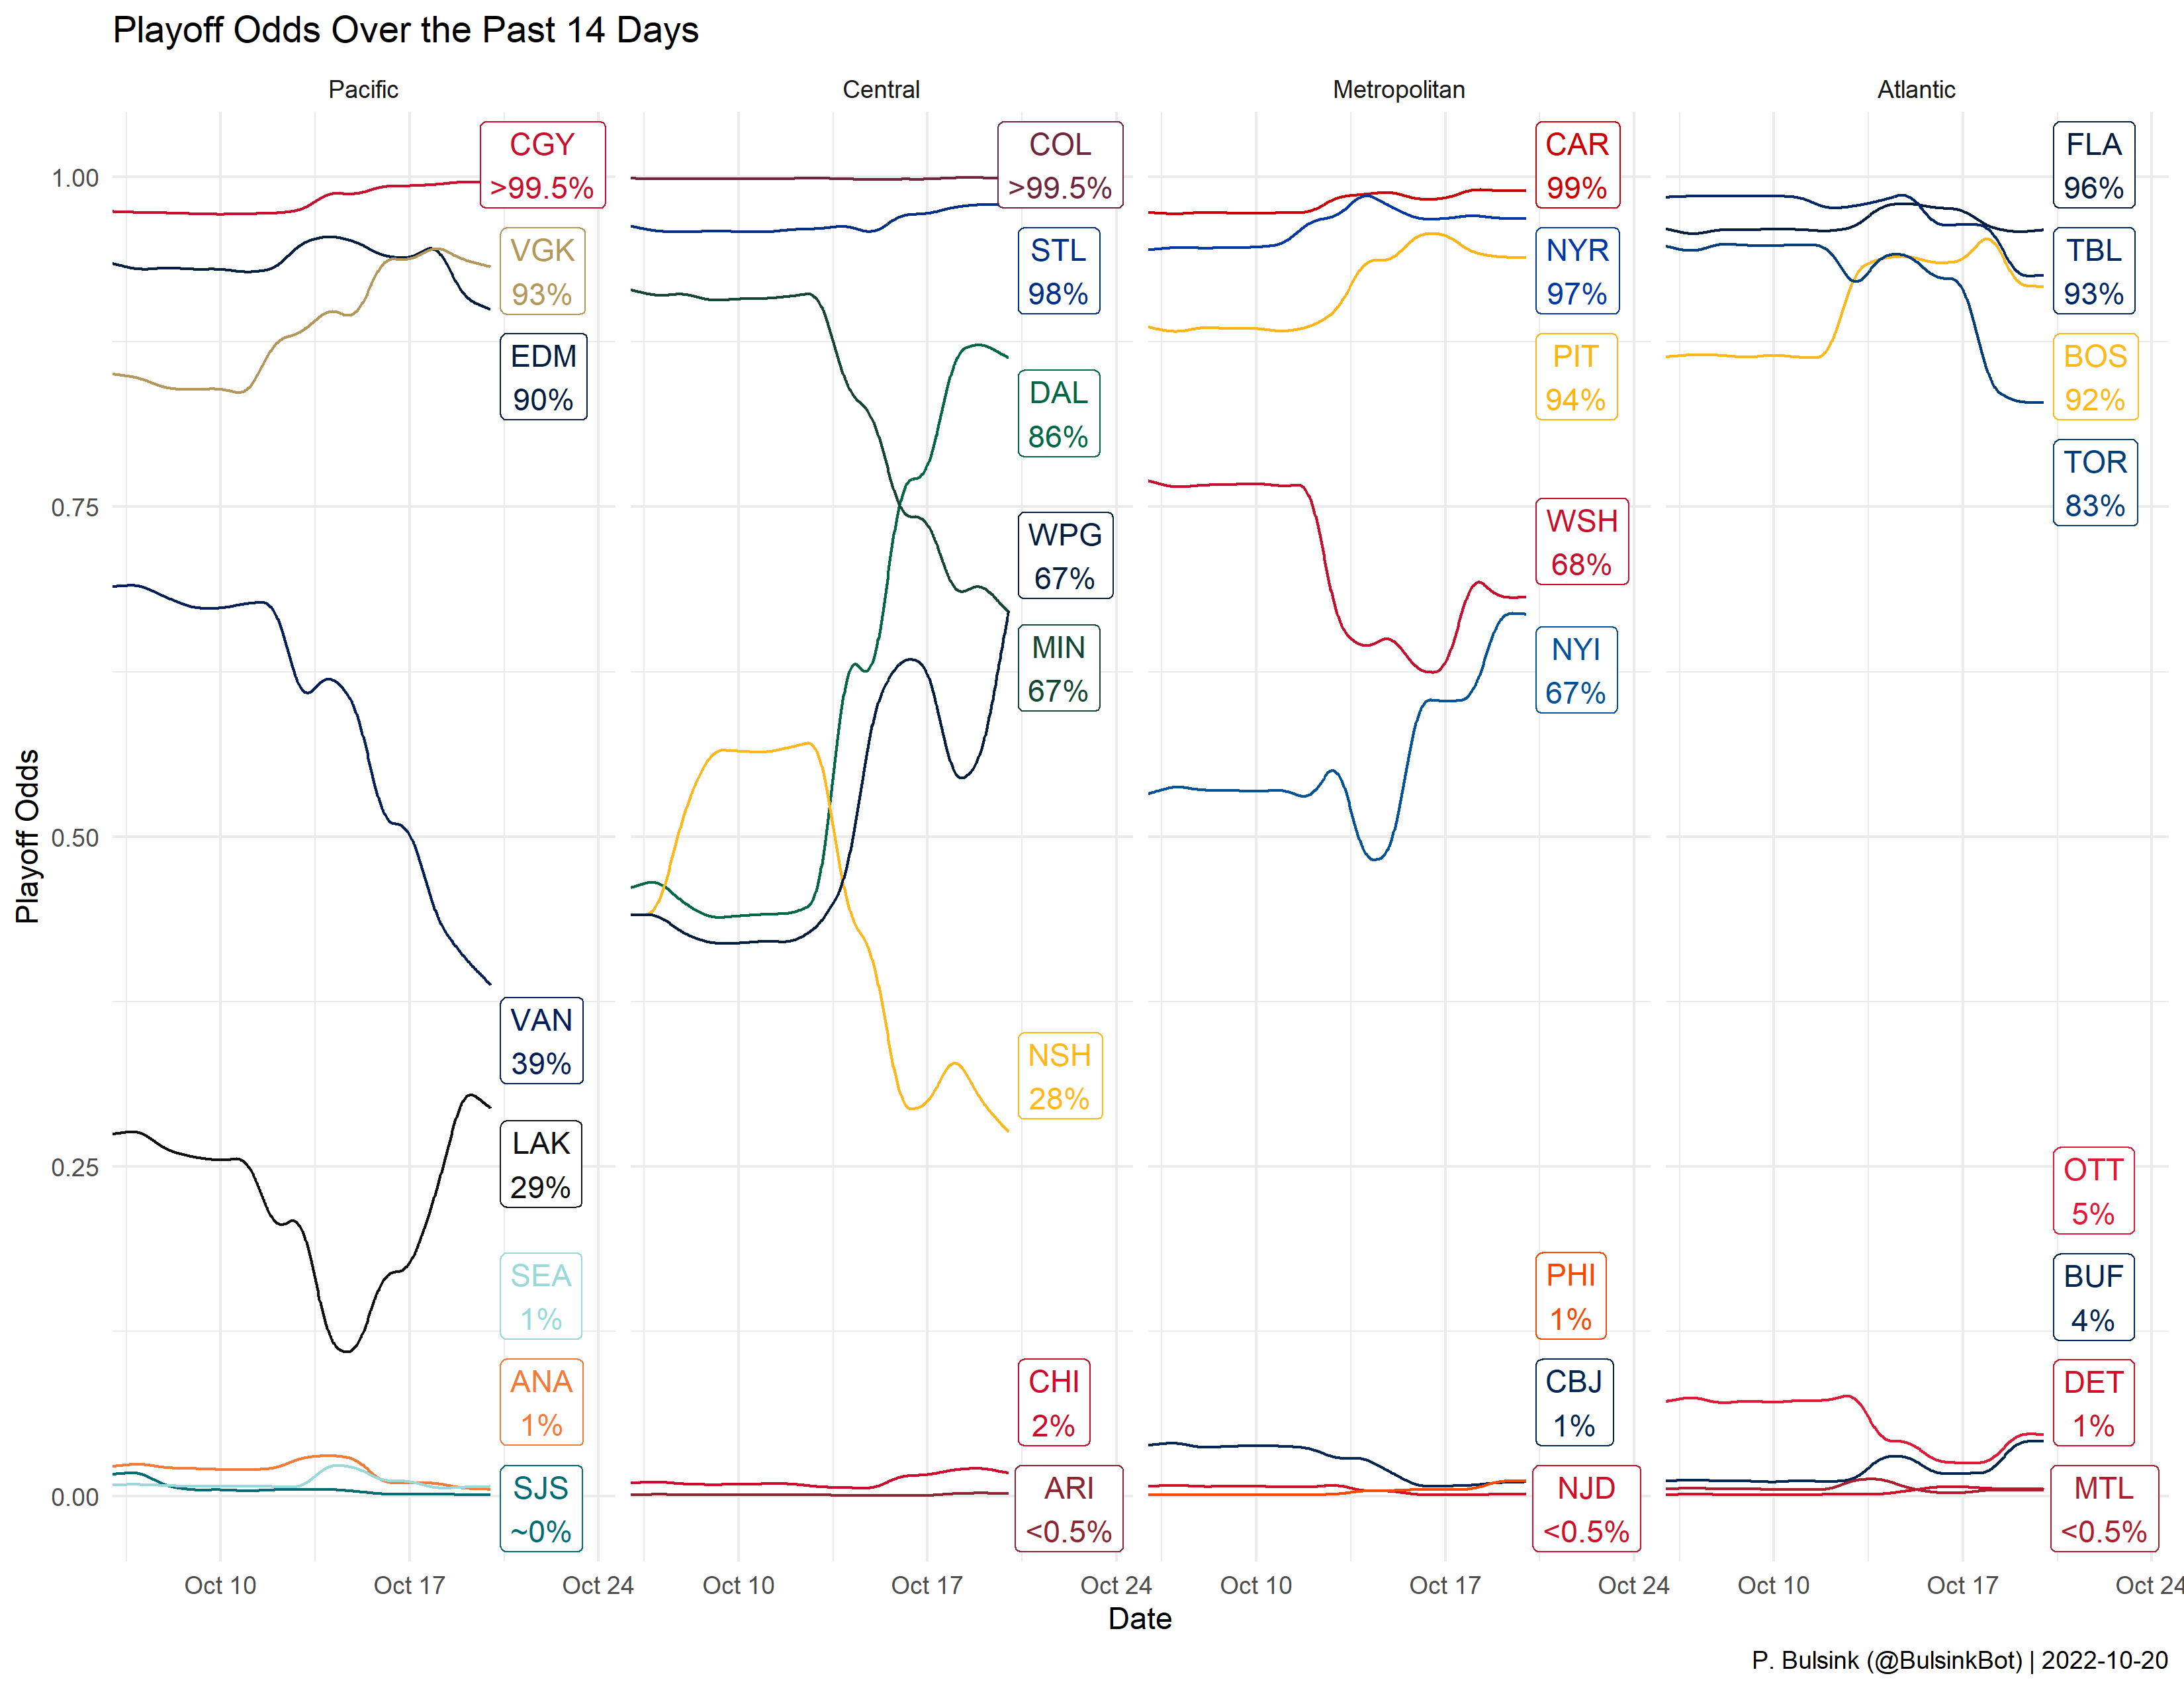 Playoff Odds Over the Past 14 Days
Pacific
Central
Metropolitan
Atlantic
Playoff Odds
1.00
0.75
0.50
0.25
0.00
CGY
>99.5%
VGK
93%
EDM
90%
VAN
39%
LAK
29%
SEA
1%
ANA
1%
SJS
~0%
COL
>99.5%
STL
98%
DAL
86%
WPG
67%
MIN
67%
NSH
28%
CHI
2%
ARI
<0.5%
CAR
99%
NYR
97%
PIT
94%
WSH
68%
NYI
67%
PHI
1%
CBJ
1%
NJD
<0.5%
FLA
96%
TBL
93%
BOS
92%
TOR
83%
OTT
5%
BUF
4%
DET
1%
MTL
<0.5%
Oct 10 Oct 17 Oct 24 Oct 10 Oct 17 Oct 24 Oct 10 Oct 17 Oct 24 Oct 10 Oct 17 Oct 24
Date
P. Bulsink (@BulsinkBot) | 2022-10-20